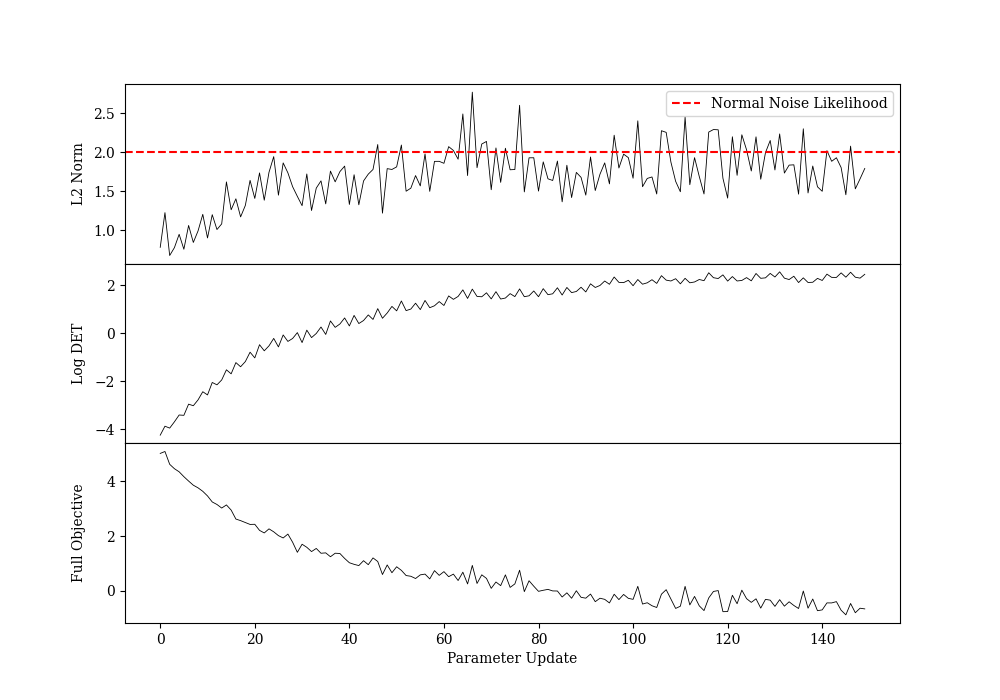 Normal Noise Likelihood
L2 Norm
2.5
2.0
1.5
1.0
Log DET
2
0
−2
−4
Full Objective
4
2
0
0 20 40 60 80 100 120 140
Parameter Update